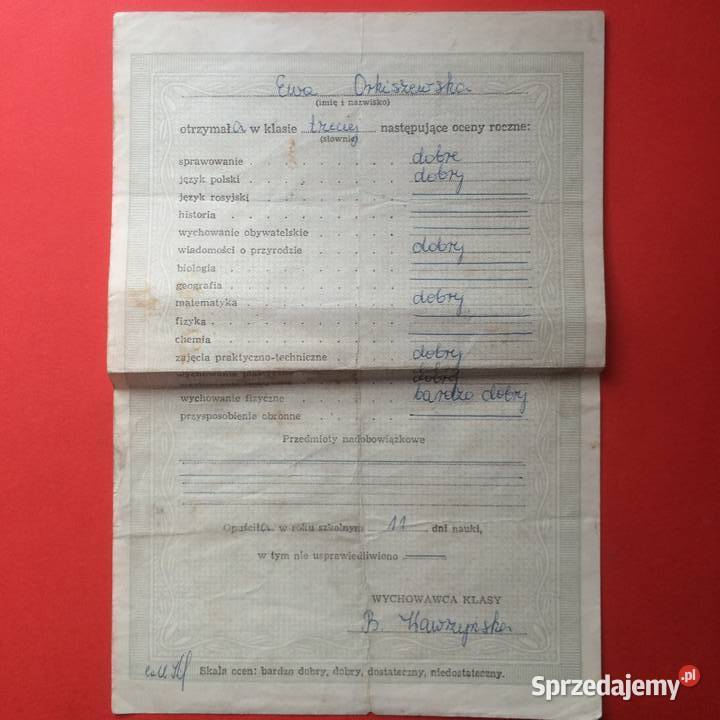 Ewa Orkiszewska
(imię i nazwisko)
otrzymała w klasie trzeciej następujące oceny roczne:
(słownie)
sprawowanie dobre
język polski dobry
język rosyjski
historia
wychowanie obywatelskie
wiadomości o przyrodzie dobry
biologia
geografia
matematyka dobry
fizyka
chemia
zajęcia praktyczno-techniczne dobry
dobry
wychowanie fizyczne bardzo dobry
przysposobienie obronne
Przedmioty nadobowiązkowe
Opuściła w roku szkolnym 11 dni nauki,
w tym nie usprawiedliwiono
WYCHOWAWCA KLASY
B.
Skala ocen: bardzo dobry, dobry, dostateczny, niedostateczny.
Sprzedajemy.pl